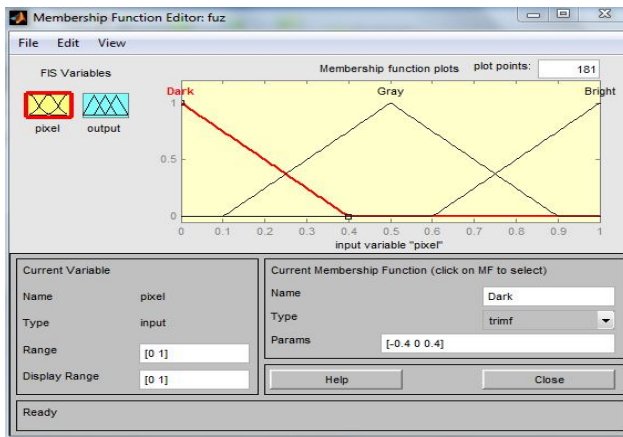 Membership Function Editor: fuz
File Edit View
FIS Variables
pixel output
Membership function plots plot points: 181
Dark Gray Bright
1
0.5
0
0 0.1 0.2 0.3 0.4 0.5 0.6 0.7 0.8 0.9 1
input variable "pixel"
Current Variable
Name pixel
Type input
Range [0 1]
Display Range [0 1]
Current Membership Function (click on MF to select)
Name Dark
Type trimf
Params [-0.4 0 0.4]
Help Close
Ready